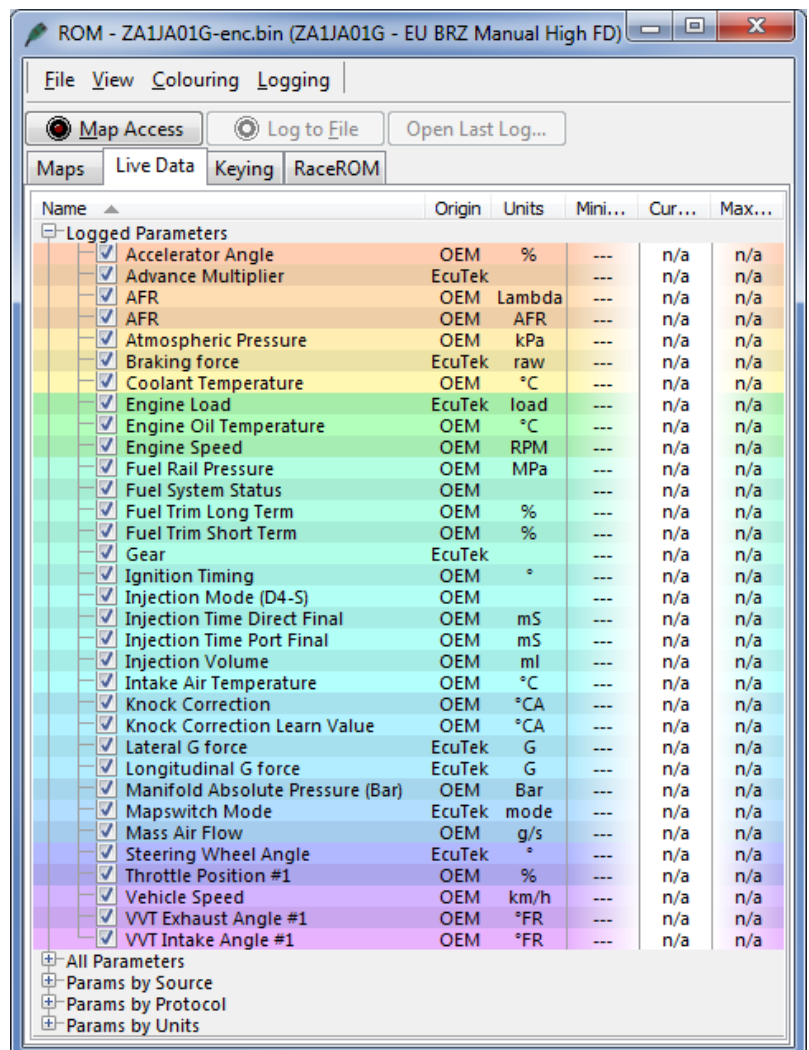 ROM - ZA1JA01G-enc.bin (ZA1JA01G - EU BRZ Manual High FD)
File View Colouring Logging
Map Access Log to File Open Last Log...
Maps Live Data Keying RaceROM
Name Origin Units Mini... Cur... Max...
Logged Parameters
Accelerator Angle OEM % --- n/a n/a
Advance Multiplier EcuTek --- n/a n/a
AFR OEM Lambda --- n/a n/a
AFR OEM AFR --- n/a n/a
Atmospheric Pressure OEM kPa --- n/a n/a
Braking force EcuTek raw --- n/a n/a
Coolant Temperature OEM °C --- n/a n/a
Engine Load EcuTek load --- n/a n/a
Engine Oil Temperature OEM °C --- n/a n/a
Engine Speed OEM RPM --- n/a n/a
Fuel Rail Pressure OEM MPa --- n/a n/a
Fuel System Status OEM --- n/a n/a
Fuel Trim Long Term OEM % --- n/a n/a
Fuel Trim Short Term OEM % --- n/a n/a
Gear EcuTek --- n/a n/a
Ignition Timing OEM ° --- n/a n/a
Injection Mode (D4-S) OEM --- n/a n/a
Injection Time Direct Final OEM mS --- n/a n/a
Injection Time Port Final OEM mS --- n/a n/a
Injection Volume OEM ml --- n/a n/a
Intake Air Temperature OEM °C --- n/a n/a
Knock Correction OEM °CA --- n/a n/a
Knock Correction Learn Value OEM °CA --- n/a n/a
Lateral G force EcuTek G --- n/a n/a
Longitudinal G force EcuTek G --- n/a n/a
Manifold Absolute Pressure (Bar) OEM Bar --- n/a n/a
Mapswitch Mode EcuTek mode --- n/a n/a
Mass Air Flow OEM g/s --- n/a n/a
Steering Wheel Angle EcuTek ° --- n/a n/a
Throttle Position #1 OEM % --- n/a n/a
Vehicle Speed OEM km/h --- n/a n/a
VVT Exhaust Angle #1 OEM °FR --- n/a n/a
VVT Intake Angle #1 OEM °FR --- n/a n/a
All Parameters
Params by Source
Params by Protocol
Params by Units